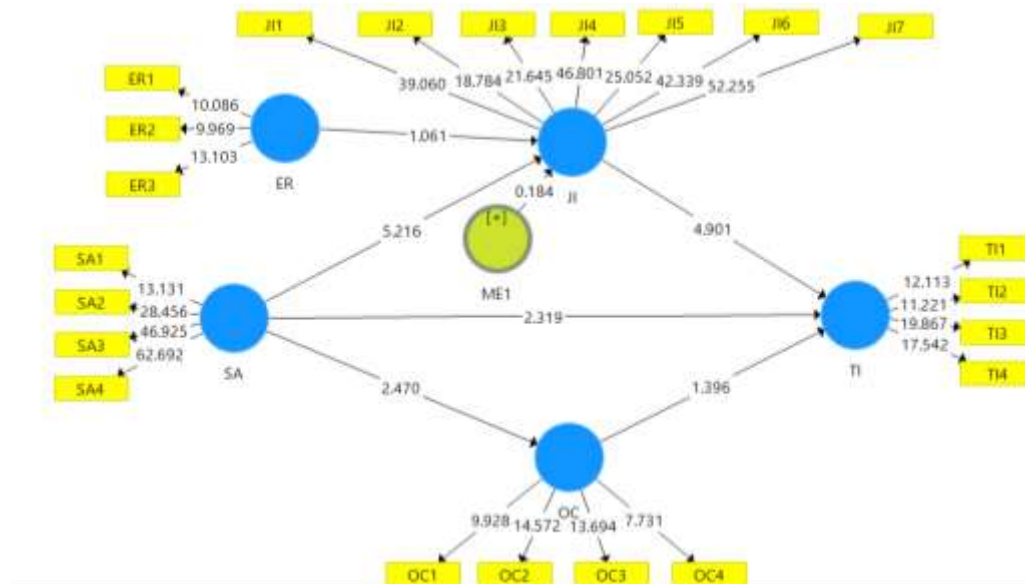 JI1 JI2 JI3 JI4 JI5 JI6 JI7
39.060 18.784 21.645 46.801 25.052 42.339 52.255
ER1
ER2
ER3
10.086
9.969
13.103
ER
1.061
JI
0.184
[+]
ME1
5.216
4.901
SA1
SA2
SA3
SA4
13.131
28.456
46.925
62.692
SA
2.319
TI1
TI2
TI3
TI4
12.113
11.221
19.867
17.542
TI
2.470
1.396
OC
9.928 14.572 13.694 7.731
OC1 OC2 OC3 OC4